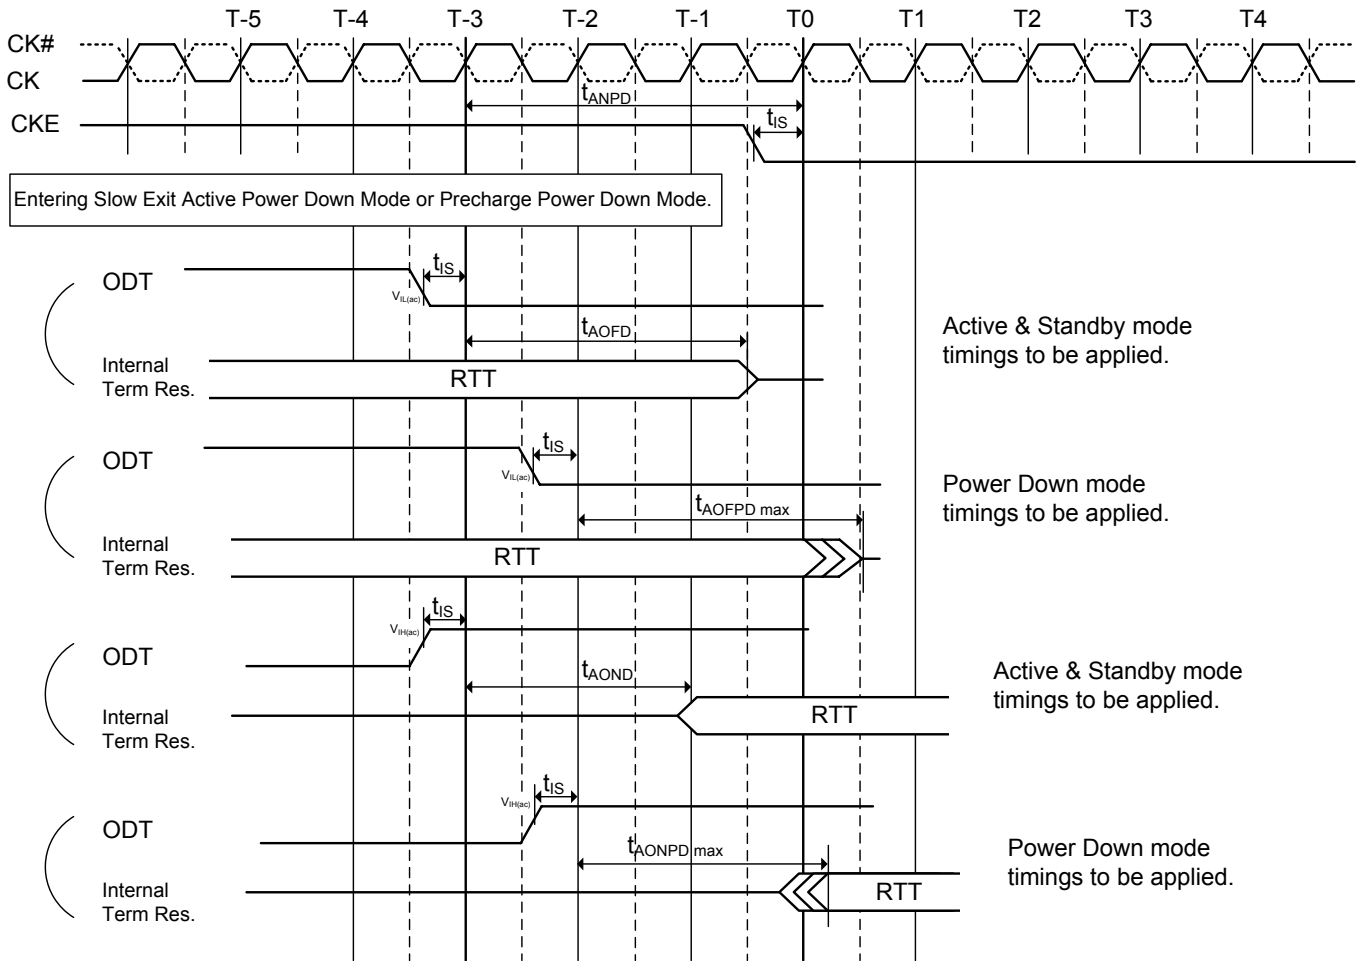 T-5 T-4 T-3 T-2 T-1 T0 T1 T2 T3 T4
CK#
CK
tANPD
CKE
tIS
Entering Slow Exit Active Power Down Mode or Precharge Power Down Mode.
ODT
tIS
VIL(ac)
tAOFD
Internal
Term Res.
RTT
Active & Standby mode
timings to be applied.
ODT
tIS
VIL(ac)
tAOFPD max
Internal
Term Res.
RTT
Power Down mode
timings to be applied.
ODT
tIS
VIH(ac)
tAOND
Internal
Term Res.
RTT
Active & Standby mode
timings to be applied.
ODT
tIS
VIH(ac)
tAONPD max
Internal
Term Res.
RTT
Power Down mode
timings to be applied.